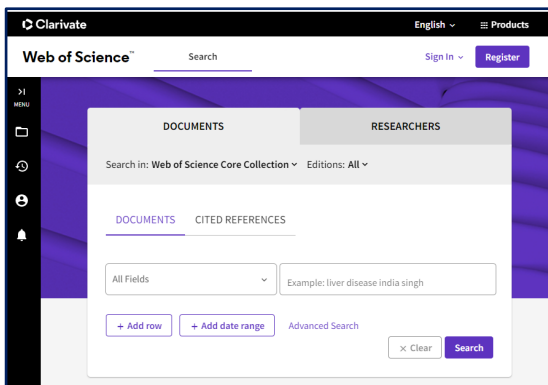 Clarivate English Products
Web of Science™ Search Sign In Register
MENU
DOCUMENTS RESEARCHERS
Search in: Web of Science Core Collection Editions: All
DOCUMENTS CITED REFERENCES
All Fields Example: liver disease india singh
+ Add row + Add date range Advanced Search
× Clear Search